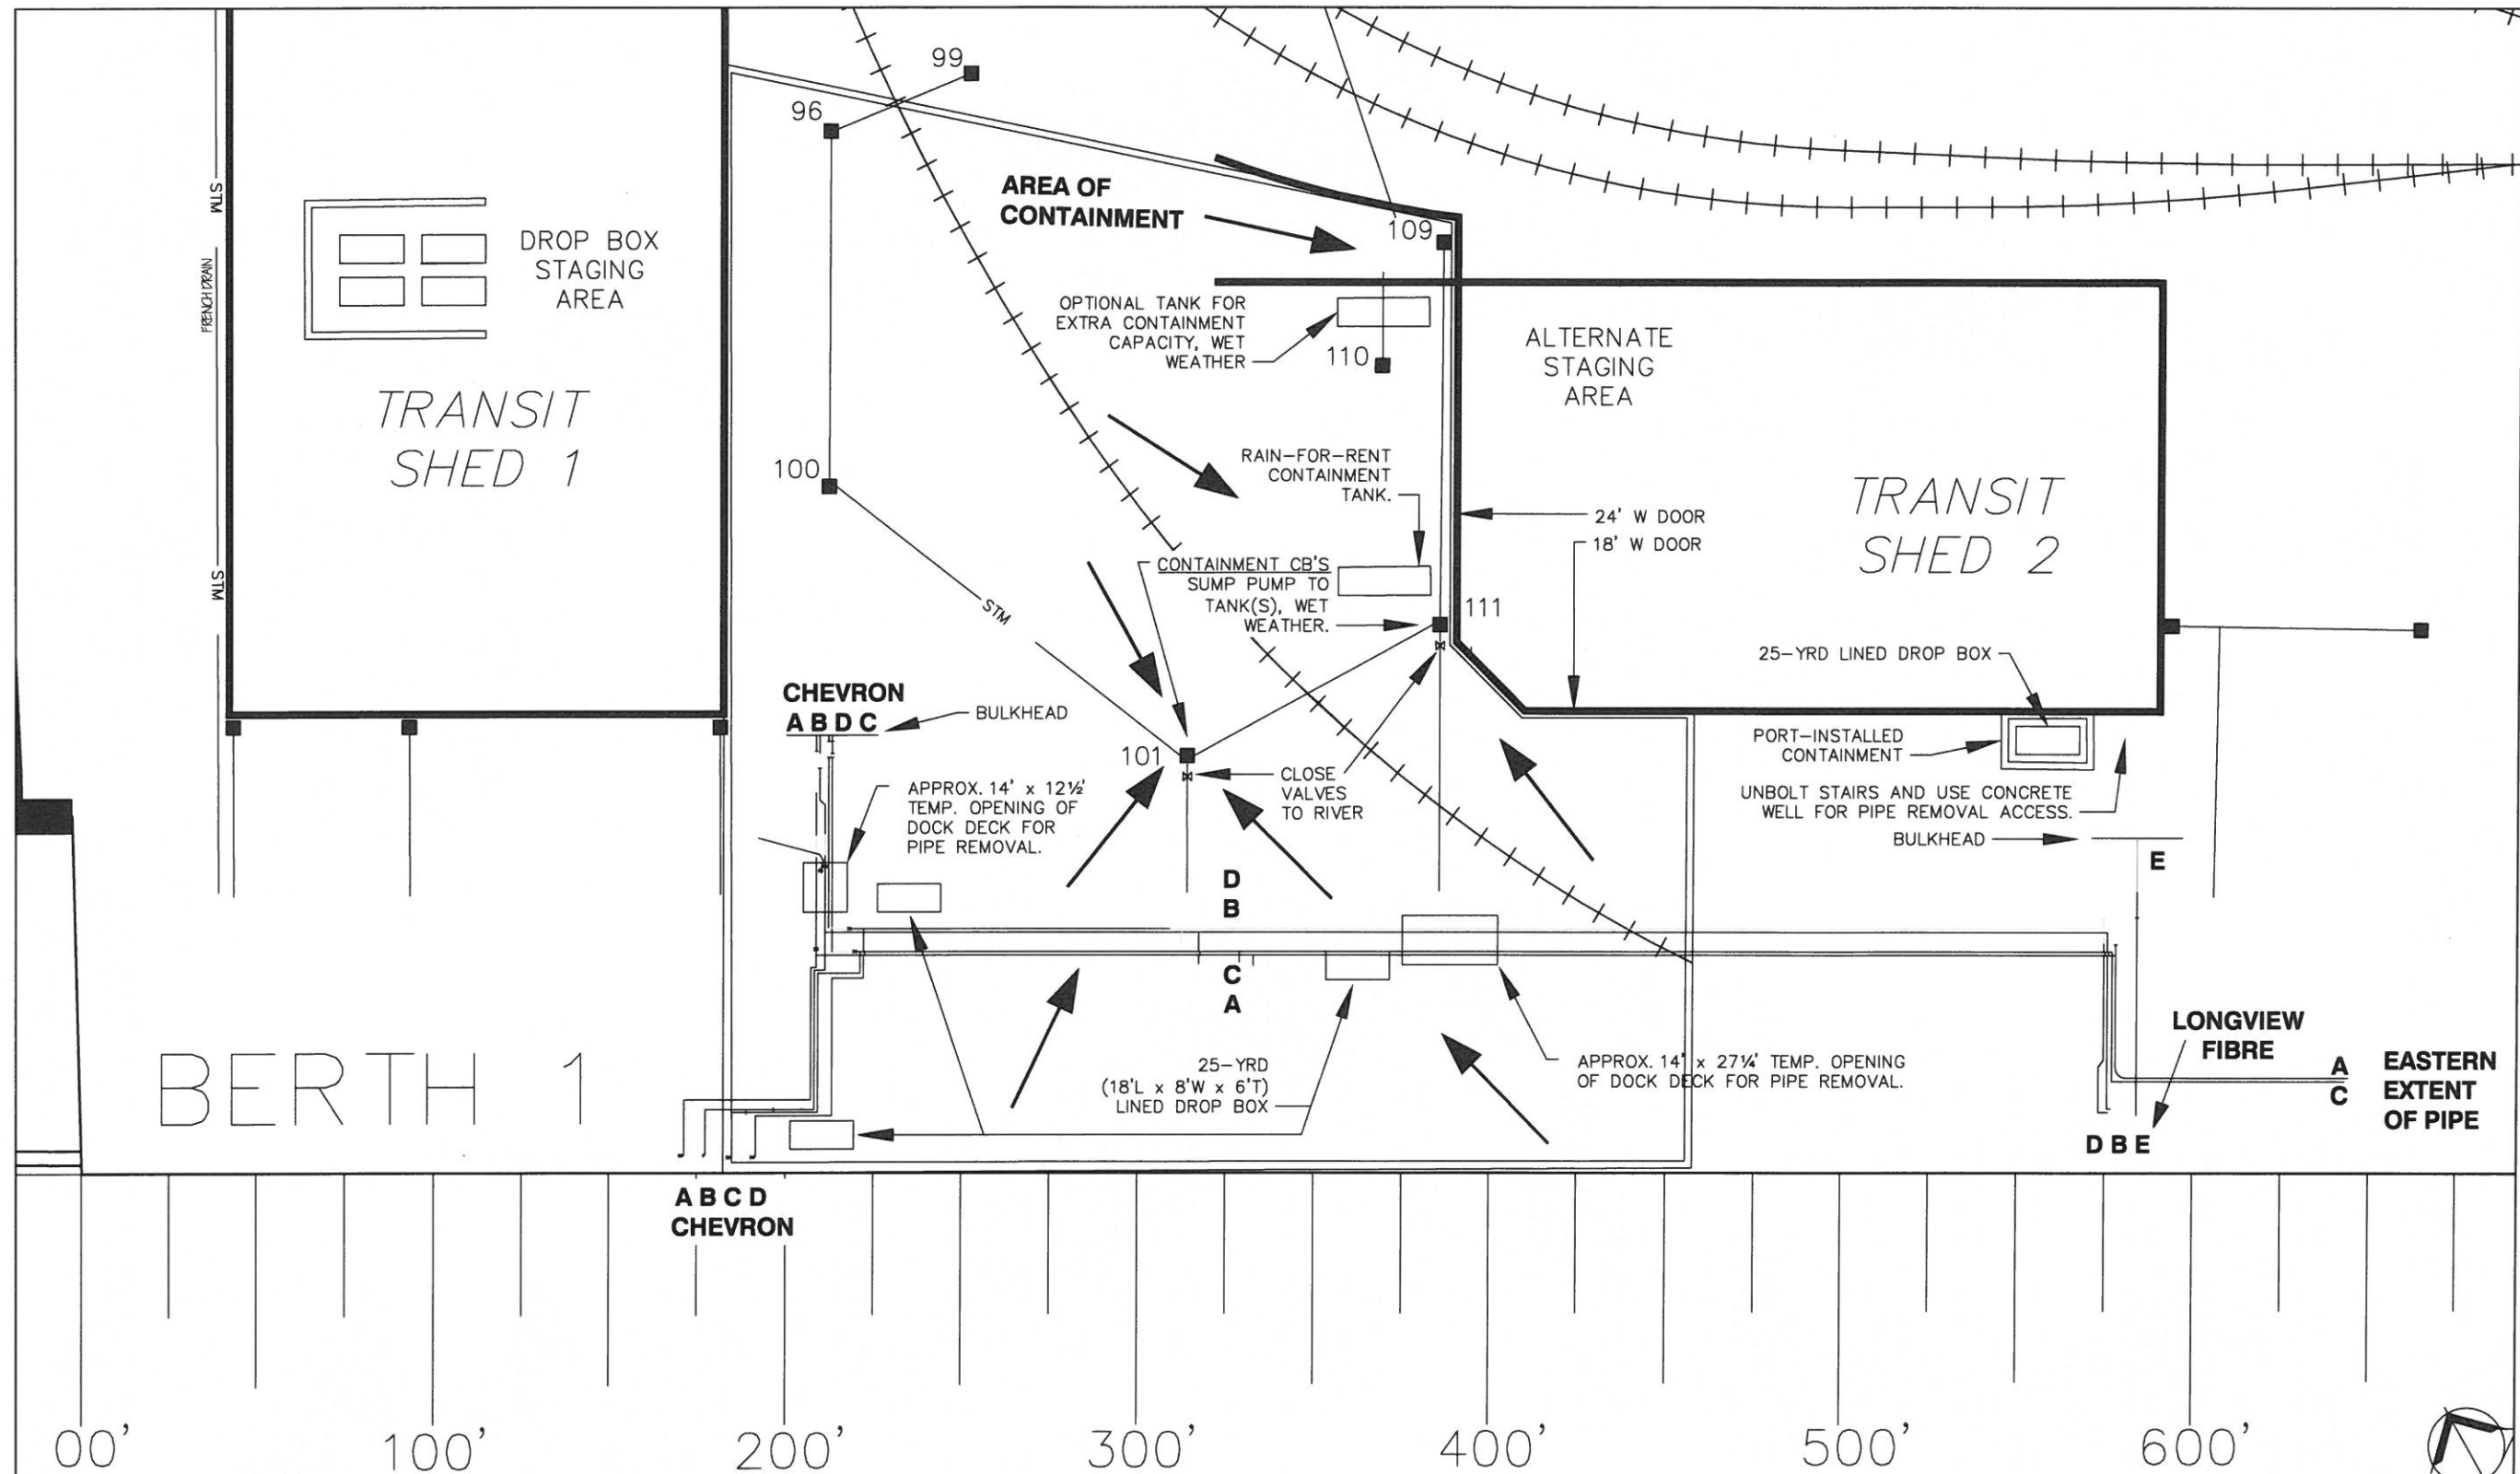 99
96
STM
AREA OF
CONTAINMENT
109
DROP BOX
STAGING
AREA
FRENCH DRAIN
OPTIONAL TANK FOR
EXTRA CONTAINMENT
CAPACITY, WET
WEATHER
110
ALTERNATE
STAGING
AREA
TRANSIT
SHED 1
100
RAIN-FOR-RENT
CONTAINMENT
TANK.
24' W DOOR
18' W DOOR
TRANSIT
SHED 2
STM
STM
CONTAINMENT CB'S
SUMP PUMP TO
TANK(S), WET
WEATHER.
111
25-YRD LINED DROP BOX
CHEVRON
A B D C
BULKHEAD
101
CLOSE
VALVES
TO RIVER
PORT-INSTALLED
CONTAINMENT
APPROX. 14' x 12½'
TEMP. OPENING OF
DOCK DECK FOR
PIPE REMOVAL.
UNBOLT STAIRS AND USE CONCRETE
WELL FOR PIPE REMOVAL ACCESS.
BULKHEAD
E
D
B
C
A
LONGVIEW
FIBRE
25-YRD
(18'L x 8'W x 6'T)
LINED DROP BOX
APPROX. 14' x 27¼' TEMP. OPENING
OF DOCK DECK FOR PIPE REMOVAL.
A
C
EASTERN
EXTENT
OF PIPE
BERTH 1
D B E
A B C D
CHEVRON
00' 100' 200' 300' 400' 500' 600'